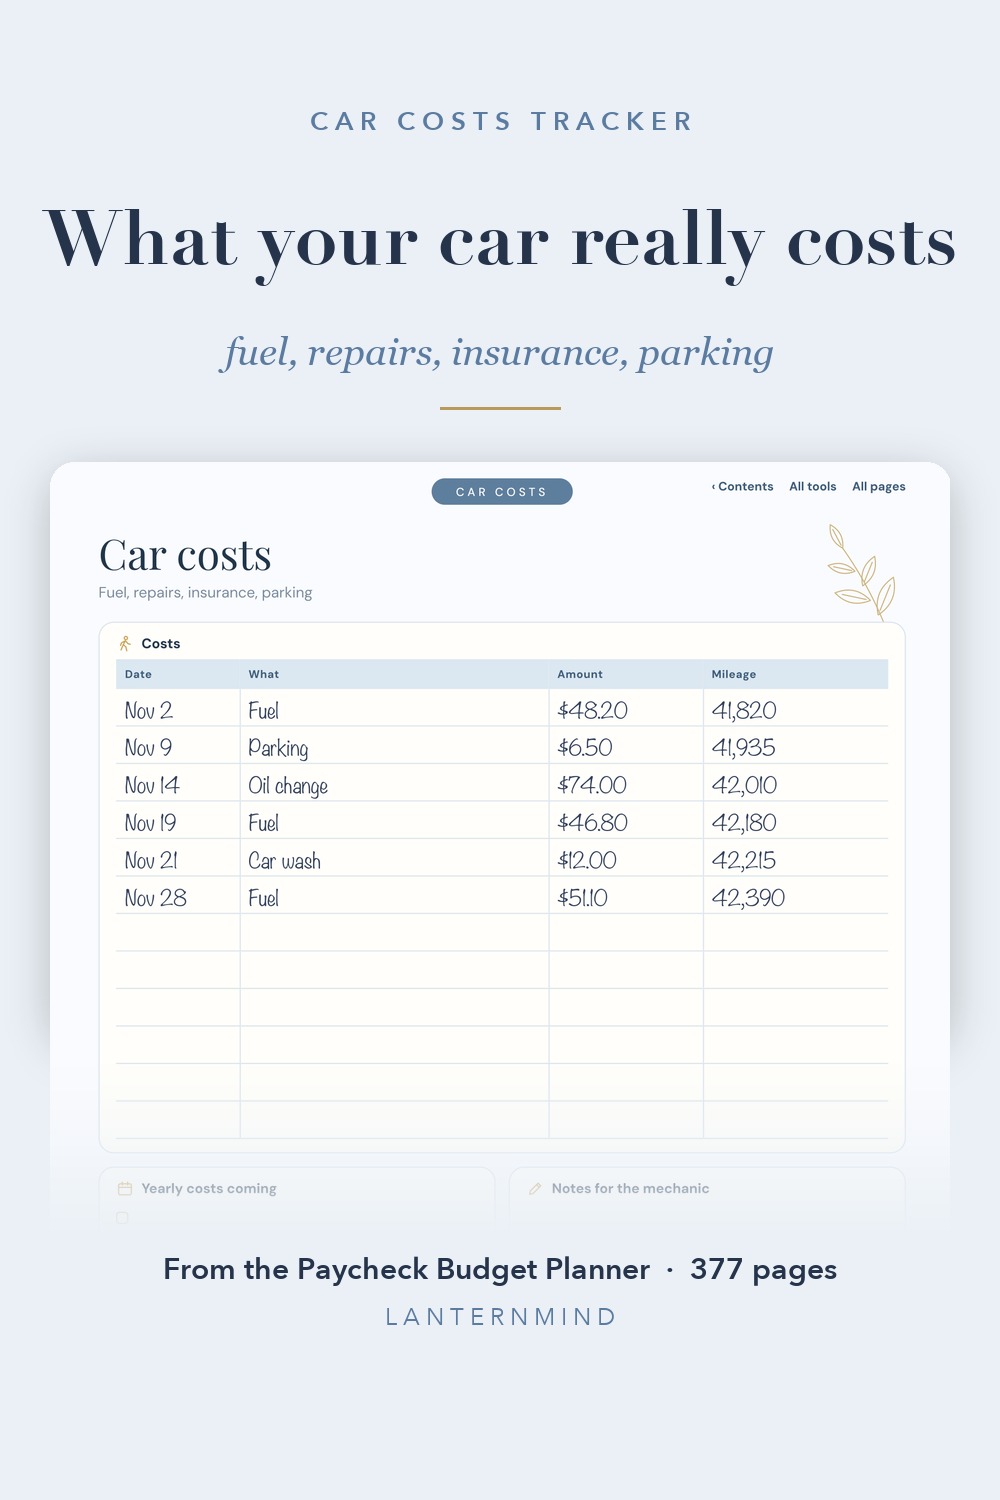 CAR COSTS TRACKER
What your car really costs
fuel, repairs, insurance, parking
CAR COSTS
‹ Contents All tools All pages
Car costs
Fuel, repairs, insurance, parking
Costs
Date What Amount Mileage
Nov 2 Fuel $48.20 41,820
Nov 9 Parking $6.50 41,935
Nov 14 Oil change $74.00 42,010
Nov 19 Fuel $46.80 42,180
Nov 21 Car wash $12.00 42,215
Nov 28 Fuel $51.10 42,390
Yearly costs coming Notes for the mechanic
From the Paycheck Budget Planner · 377 pages
LANTERNMIND